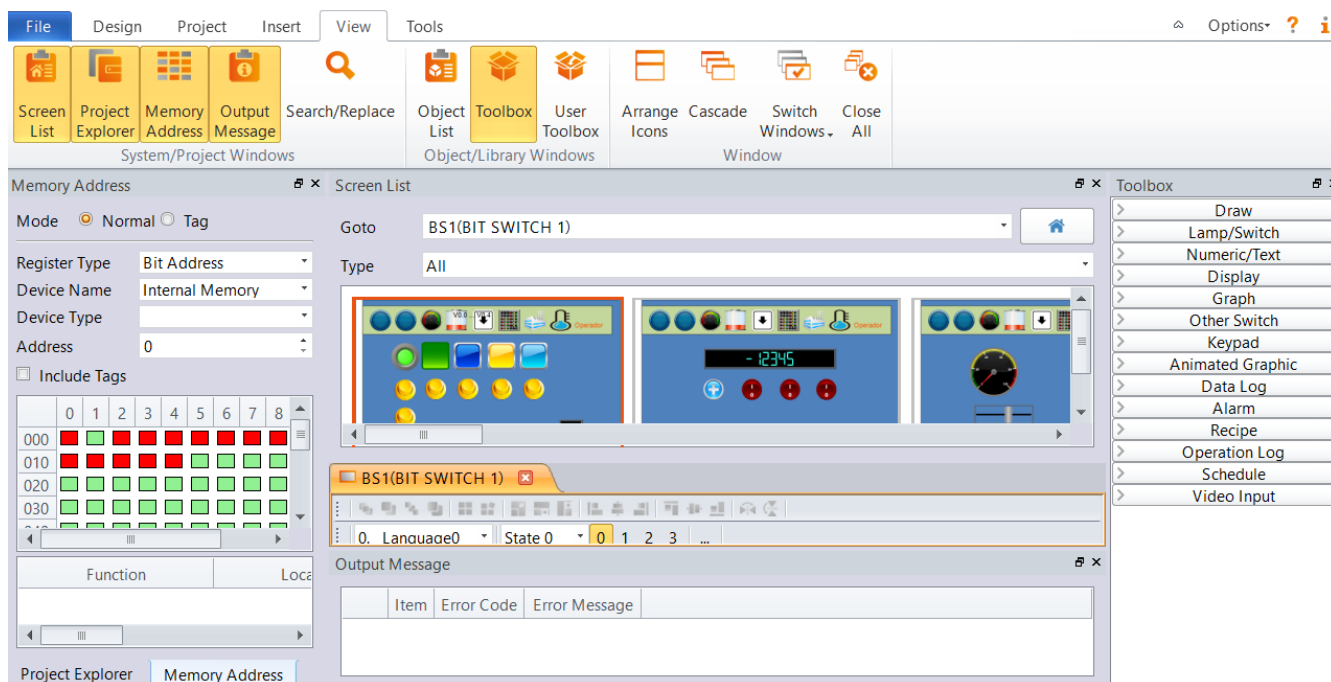 File Design Project Insert View Tools Options
Screen List
Project Explorer
Memory Address
Output Message
Search/Replace
Object List
Toolbox
User Toolbox
Arrange Icons
Cascade
Switch Windows
Close All
System/Project Windows
Object/Library Windows
Window
Memory Address
Mode Normal Tag
Register Type Bit Address
Device Name Internal Memory
Device Type
Address 0
Include Tags
0 1 2 3 4 5 6 7 8
000
010
020
030
Function Loca
Project Explorer Memory Address
Screen List
Goto BS1(BIT SWITCH 1)
Type All
Operador
Operador
-12345
BS1(BIT SWITCH 1)
0. Language0 State 0 0 1 2 3 ...
Output Message
Item Error Code Error Message
Toolbox
Draw
Lamp/Switch
Numeric/Text
Display
Graph
Other Switch
Keypad
Animated Graphic
Data Log
Alarm
Recipe
Operation Log
Schedule
Video Input